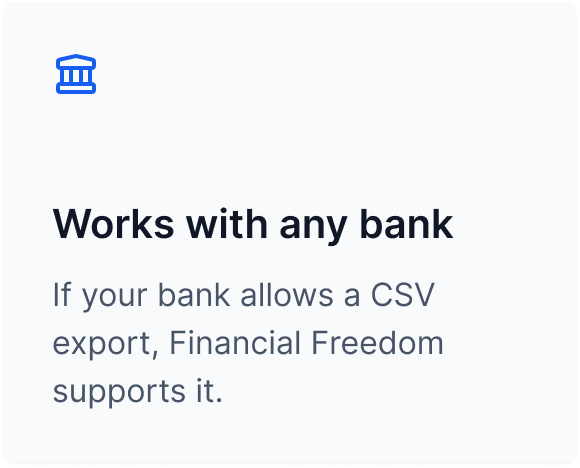 Works with any bank
If your bank allows a CSV
export, Financial Freedom
supports it.